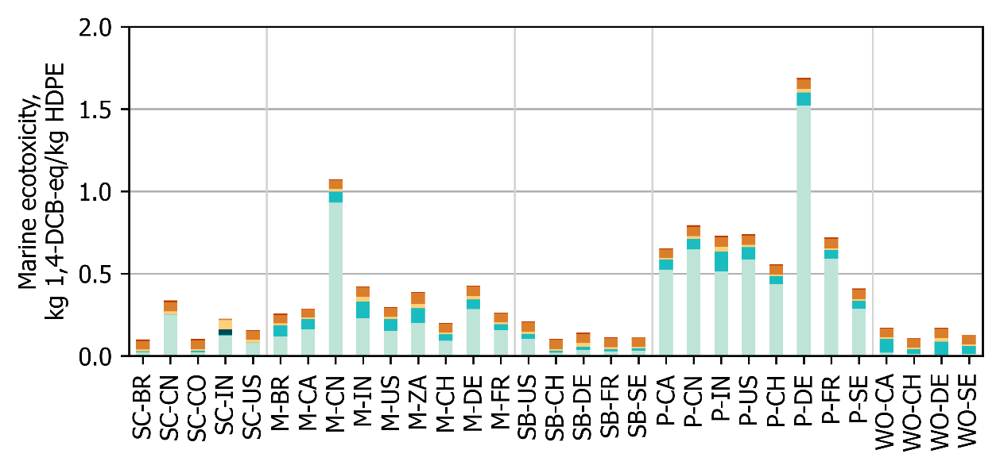 Marine ecotoxicity,
kg 1,4-DCB-eq/kg HDPE
2.0
1.5
1.0
0.5
0.0
SC-BR
SC-CN
SC-CO
SC-IN
SC-US
M-BR
M-CA
M-CN
M-IN
M-US
M-ZA
M-CH
M-DE
M-FR
SB-US
SB-CH
SB-DE
SB-FR
SB-SE
P-CA
P-CN
P-IN
P-US
P-CH
P-DE
P-FR
P-SE
WO-CA
WO-CH
WO-DE
WO-SE